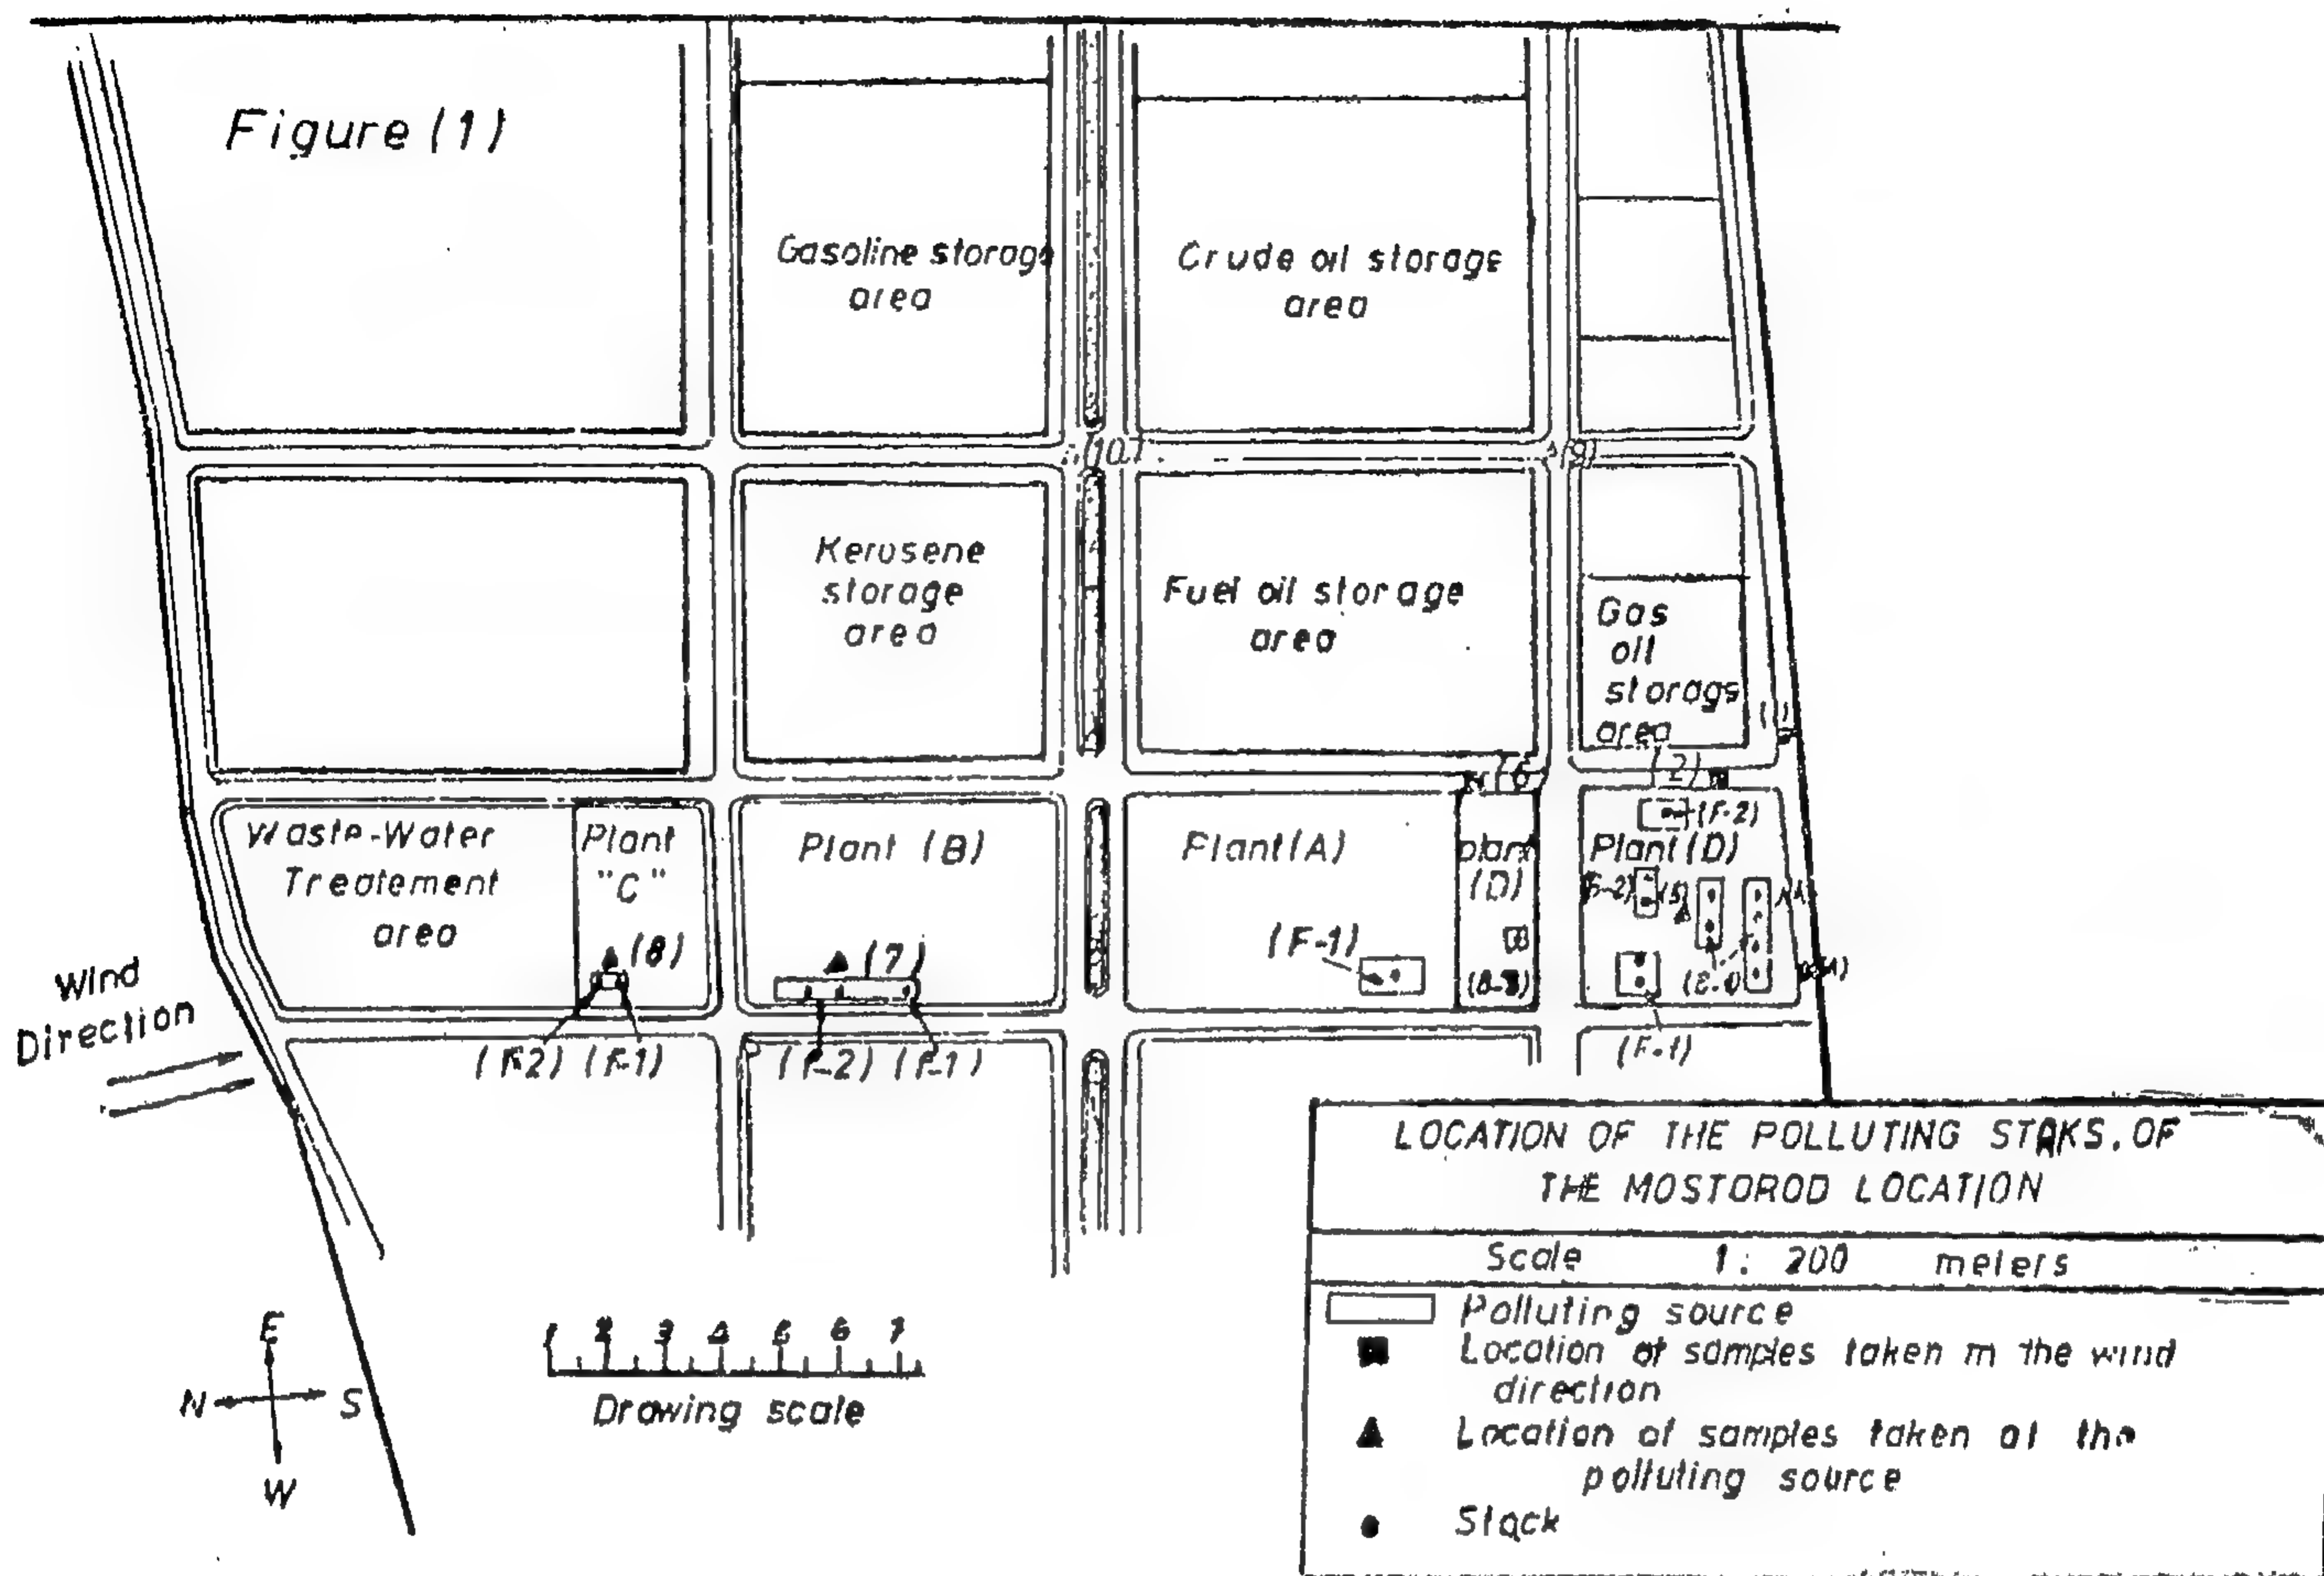 Figure (1)
Gasoline storage
area
Crude oil storage
area
(10)
(9)
Kerosene
storage
area
Fuel oil storage
area
Gas
oil
storags
area
(1)
(2)
(6)
(F-2)
Waste-Water
Treatement
area
Plant
"C"
Plant (B)
Plant (A)
plant
(D)
Plant (D)
(8)
(7)
(F-1)
(5)
Wind
Direction
(F-2) (F-1)
(F-2) (F-1)
(F-1)
LOCATION OF THE POLLUTING STAKS. OF
THE MOSTOROD LOCATION
Scale 1: 200 meters
Polluting source
Location of samples taken in the wind
direction
Location of samples taken at the
polluting source
Stack
E
N S
W
1 2 3 4 5 6 7
Drawing scale